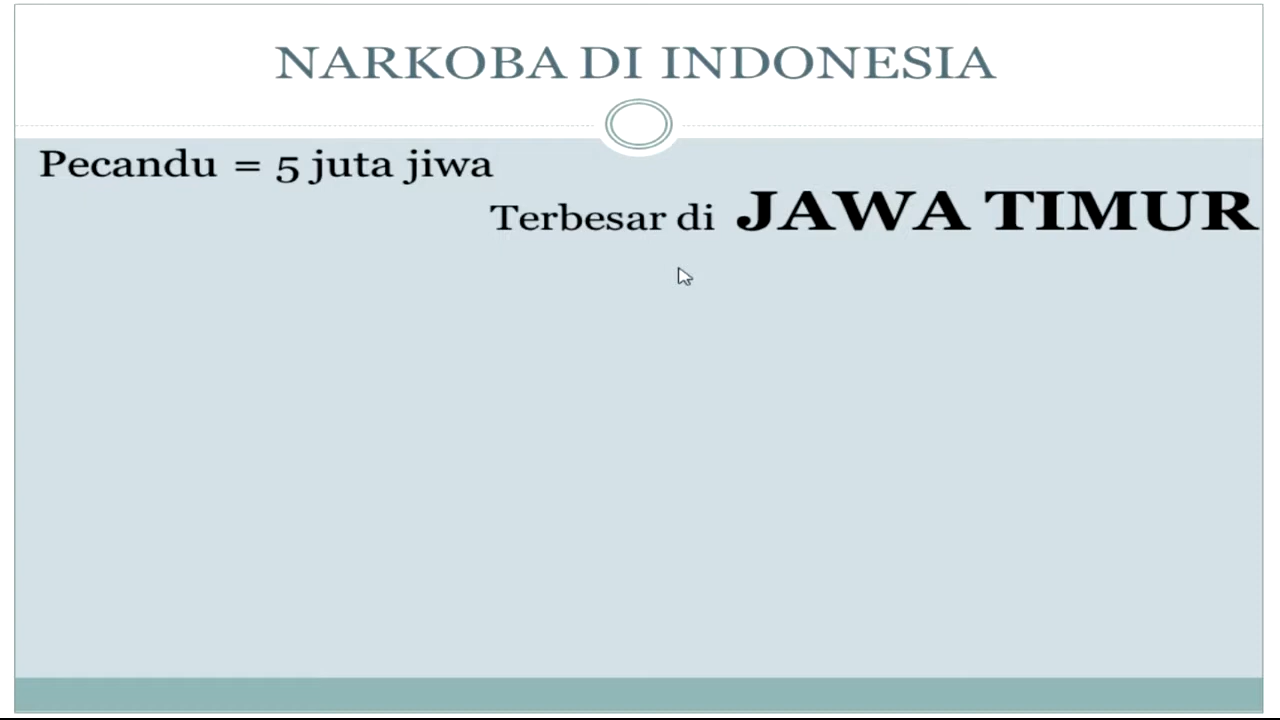 NARKOBA DI INDONESIA
Pecandu = 5 juta jiwa
Terbesar di JAWA TIMUR